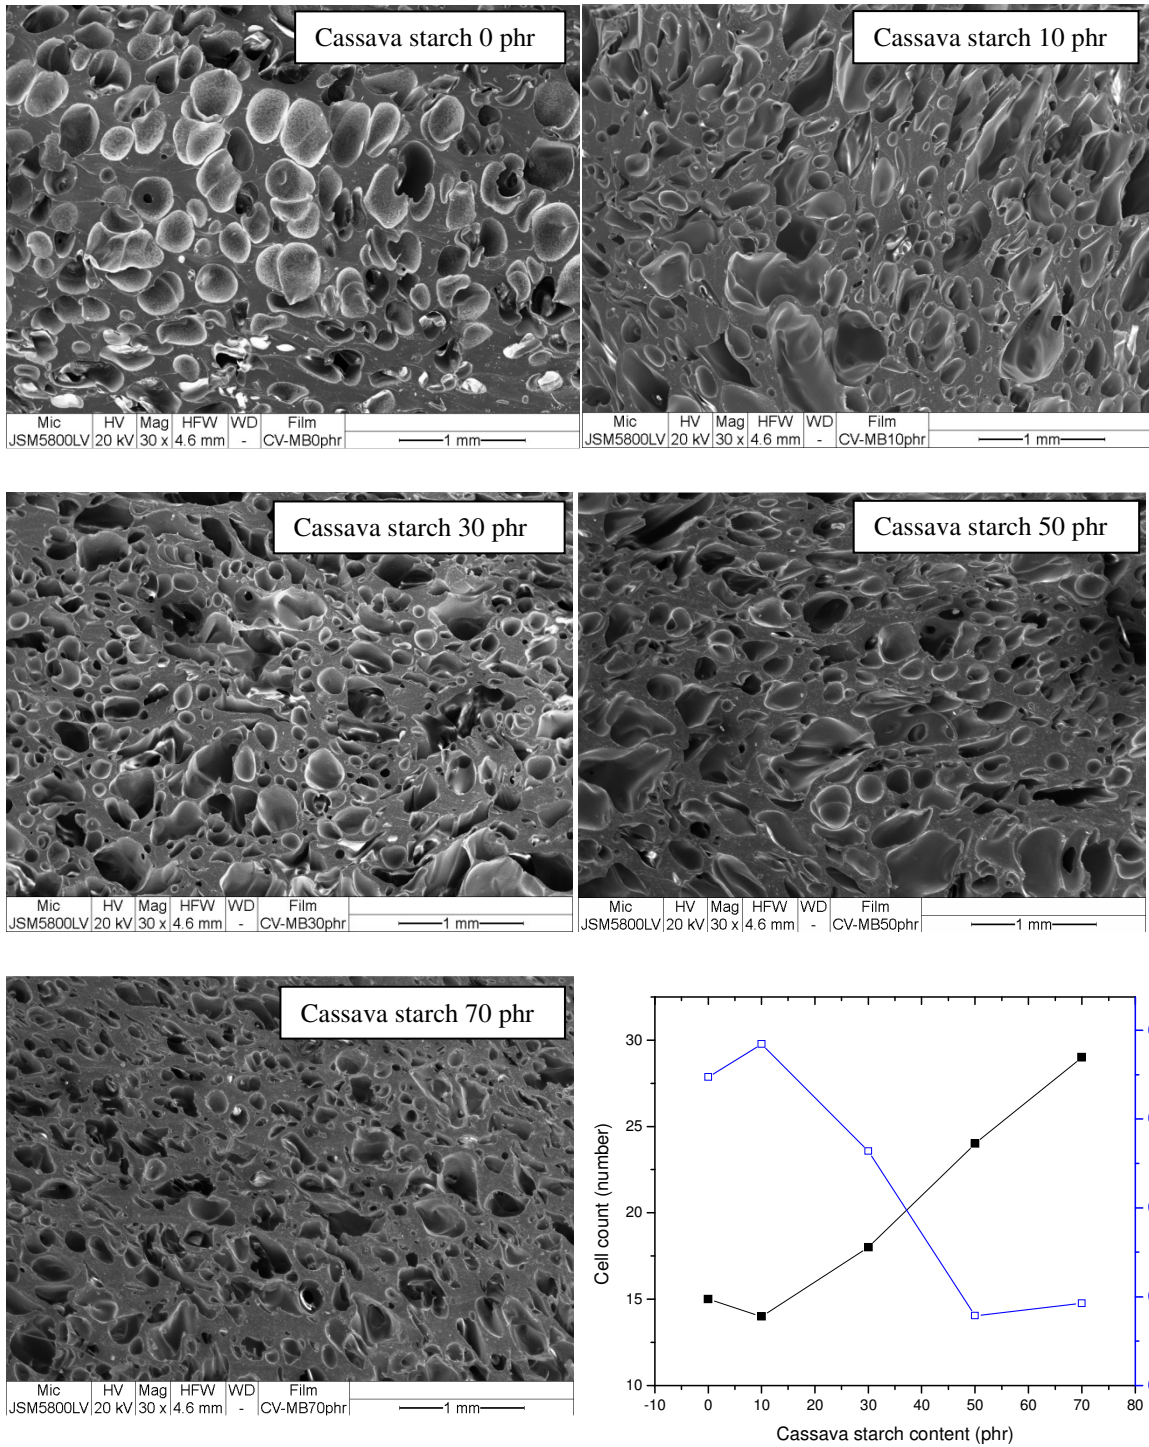 Cassava starch 0 phr
Mic HV Mag HFW WD Film
JSM5800LV 20 kV 30 x 4.6 mm - CV-MB0phr 1 mm
Cassava starch 10 phr
Mic HV Mag HFW WD Film
JSM5800LV 20 kV 30 x 4.6 mm - CV-MB10phr 1 mm
Cassava starch 30 phr
Mic HV Mag HFW WD Film
JSM5800LV 20 kV 30 x 4.6 mm - CV-MB30phr 1 mm
Cassava starch 50 phr
Mic HV Mag HFW WD Film
JSM5800LV 20 kV 30 x 4.6 mm - CV-MB50phr 1 mm
Cassava starch 70 phr
Mic HV Mag HFW WD Film
JSM5800LV 20 kV 30 x 4.6 mm - CV-MB70phr 1 mm
30
25
20
15
10
Cell count (number)
-10 0 10 20 30 40 50 60 70 80
Cassava starch content (phr)